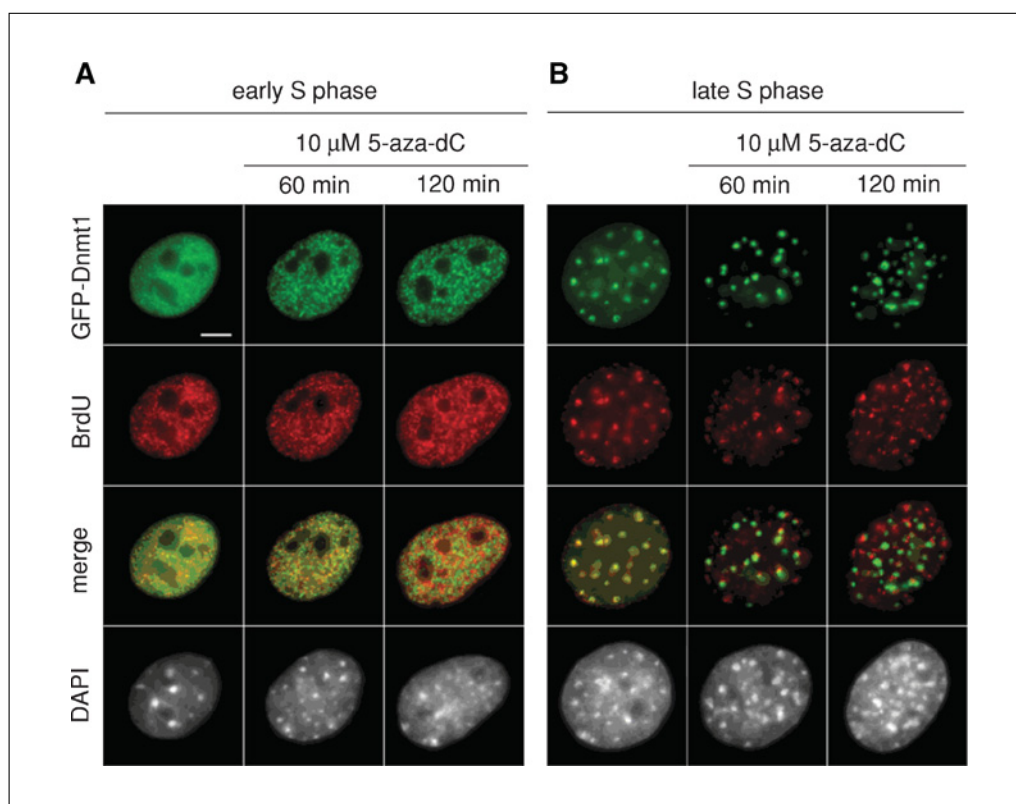 A
B
early S phase
late S phase
10 μM 5-aza-dC
10 μM 5-aza-dC
60 min
120 min
60 min
120 min
GFP-Dnmt1
BrdU
merge
DAPI